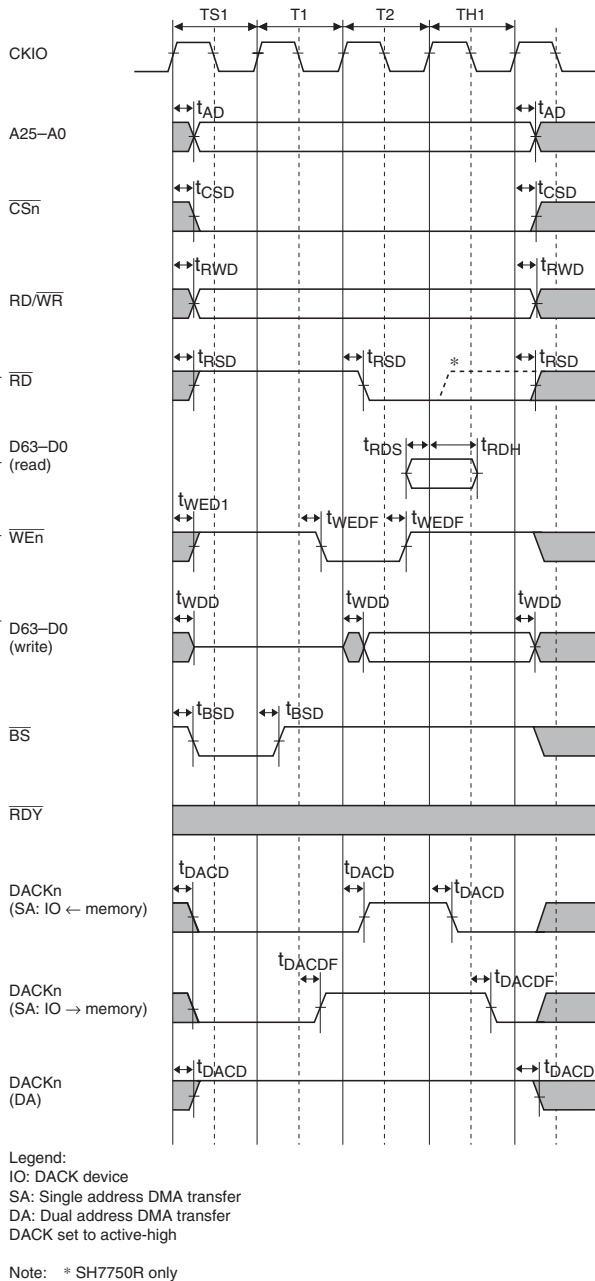 TS1 T1 T2 TH1
CKIO
tAD tAD
A25–A0
tCSD tCSD
CSn
tRWD tRWD
RD/WR
tRSD tRSD * tRSD
RD
D63–D0
(read)
tRDS tRDH
tWED1 tWEDF tWEDF
WEn
tWDD tWDD tWDD
D63–D0
(write)
tBSD tBSD
BS
RDY
tDACD tDACD tDACD
DACKn
(SA: IO ← memory)
tDACDF tDACDF
DACKn
(SA: IO → memory)
tDACD tDACD
DACKn
(DA)
Legend:
IO: DACK device
SA: Single address DMA transfer
DA: Dual address DMA transfer
DACK set to active-high
Note: * SH7750R only